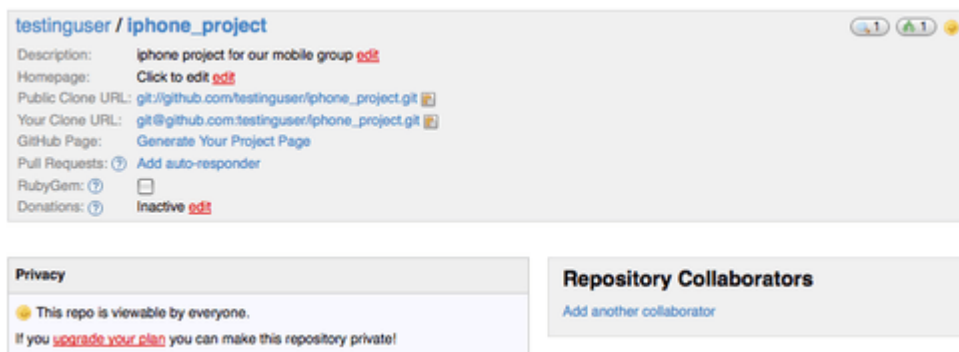 testinguser / iphone_project
1 1
Description: iphone project for our mobile group edit
Homepage: Click to edit edit
Public Clone URL: git://github.com/testinguser/iphone_project.git
Your Clone URL: git@github.com:testinguser/iphone_project.git
GitHub Page: Generate Your Project Page
Pull Requests: ? Add auto-responder
RubyGem: ?
Donations: ? Inactive edit
Privacy
This repo is viewable by everyone.
If you upgrade your plan you can make this repository private!
Repository Collaborators
Add another collaborator